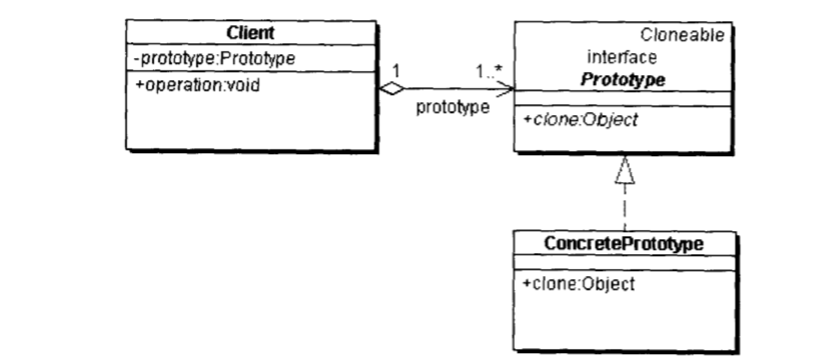 Client
-prototype:Prototype
+operation:void
1
1..*
prototype
Cloneable
interface
Prototype
+clone:Object
ConcretePrototype
+clone:Object